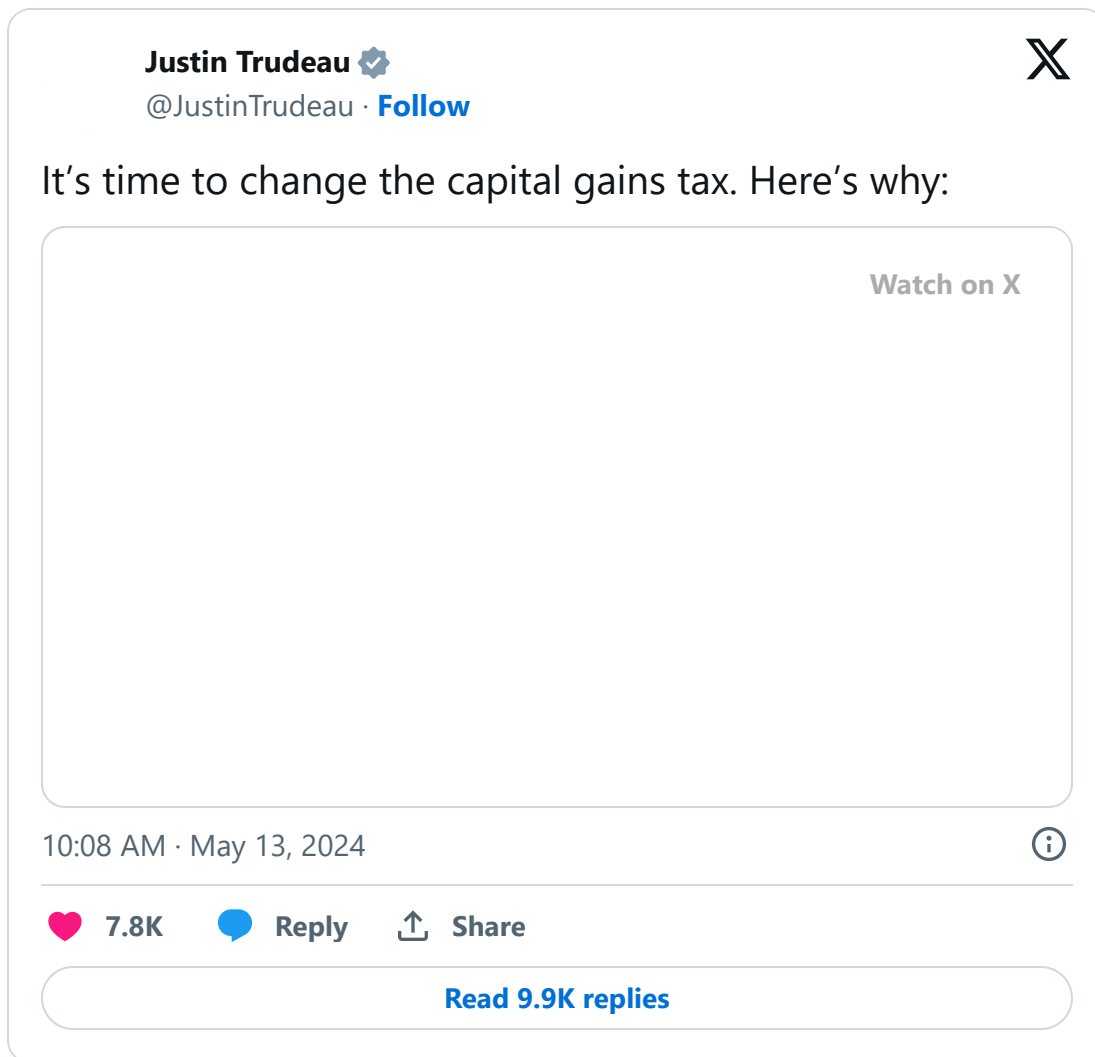 Justin Trudeau
@JustinTrudeau · Follow
It’s time to change the capital gains tax. Here’s why:
Watch on X
10:08 AM · May 13, 2024
7.8K Reply Share
Read 9.9K replies